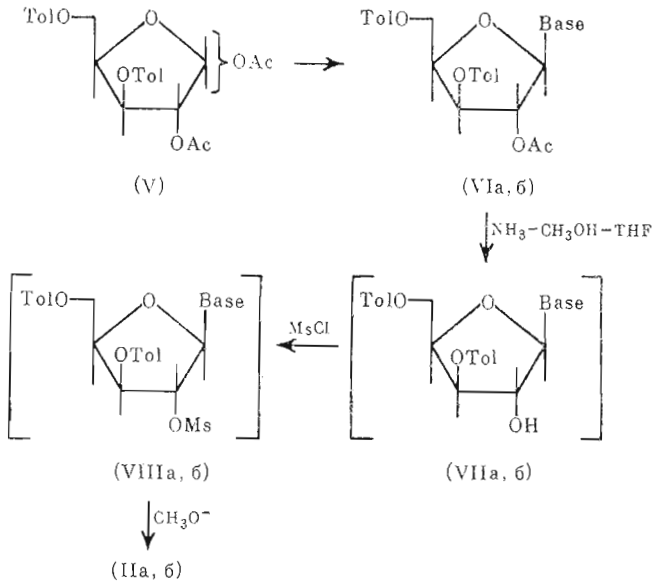 TolO
O
OTol
OAc
OAc
(V)
TolO
O
Base
OTol
OAc
(VIa, б)
NH₃—CH₃OH—THF
TolO
O
Base
OTol
OMs
(VIIIa, б)
MsCl
TolO
O
Base
OTol
OH
(VIIa, б)
CH₃O⁻
(IIa, б)